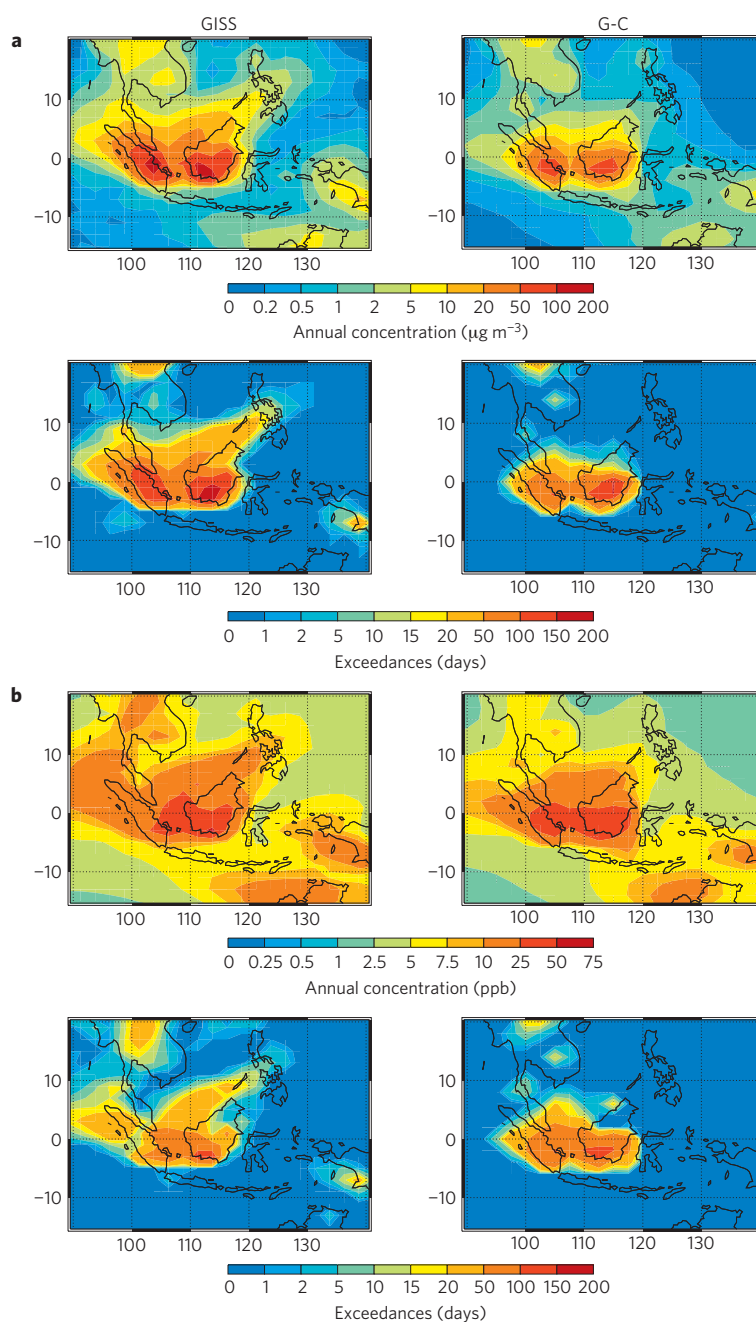 GISS G-C
a
10 10
0 0
−10 −10
100 110 120 130 100 110 120 130
0 0.2 0.5 1 2 5 10 20 50 100 200
Annual concentration (µg m⁻³)
10 10
0 0
−10 −10
100 110 120 130 100 110 120 130
0 1 2 5 10 15 20 50 100 150 200
Exceedances (days)
b
10 10
0 0
−10 −10
100 110 120 130 100 110 120 130
0 0.25 0.5 1 2.5 5 7.5 10 25 50 75
Annual concentration (ppb)
10 10
0 0
−10 −10
100 110 120 130 100 110 120 130
0 1 2 5 10 15 20 50 100 150 200
Exceedances (days)